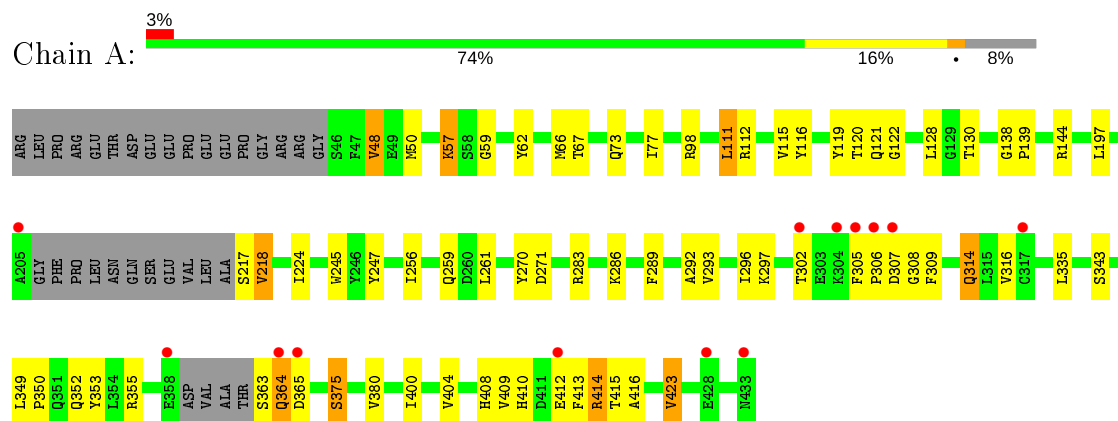 3%
Chain A:
74% 16% • 8%
ARG LEU PRO ARG GLU THR ASP GLU GLU PRO GLU GLU GLU PRO GLY ARG ARG GLY S46 F47 V48 E49 M50 K57 S58 G59 Y62 M66 T67 Q73 I77 R98 L111 R112 V115 Y116 Y119 T120 Q121 G122 L128 G129 T130 G138 P139 R144 L197
A205 GLY PHE PRO LEU ASN GLN SER GLU VAL LEU ALA S217 V218 I224 W245 Y246 Y247 I256 Q259 D260 L261 Y270 D271 R283 K286 F289 A292 V293 I296 K297 T302 E303 K304 F305 P306 D307 G308 F309 Q314 L315 V316 C317 L335 S343
L349 P350 Q351 Q352 Y353 L354 R355 E358 ASP VAL ALA THR S363 Q364 D365 S375 V380 I400 V404 H408 V409 H410 D411 E412 F413 R414 T415 A416 V423 E428 N433